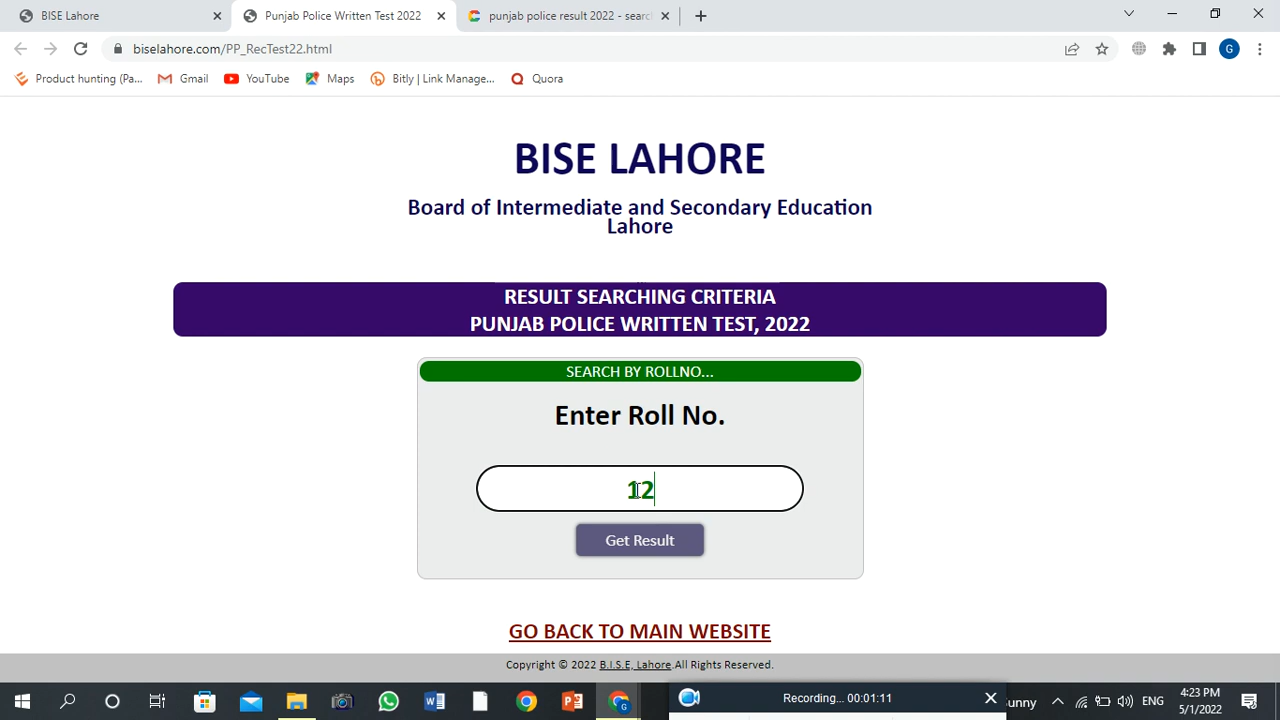 BISE Lahore
Punjab Police Written Test 2022
punjab police result 2022 - searc
biselahore.com/PP_RecTest22.html
G
Product hunting (Pa...
Gmail
YouTube
Maps
Bitly | Link Manage...
Quora
BISE LAHORE
Board of Intermediate and Secondary Education
Lahore
RESULT SEARCHING CRITERIA
PUNJAB POLICE WRITTEN TEST, 2022
SEARCH BY ROLLNO...
Enter Roll No.
12
Get Result
GO BACK TO MAIN WEBSITE
Copyright © 2022 B.I.S.E, Lahore.All Rights Reserved.
Recording... 00:01:11
Sunny
ENG
4:23 PM
5/1/2022